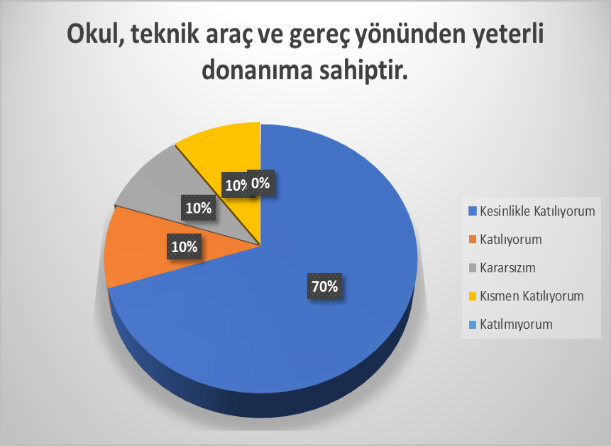 Okul, teknik araç ve gereç yönünden yeterli
donanıma sahiptir.
10%
0%
10%
10%
70%
Kesinlikle Katılıyorum
Katılıyorum
Kararsızım
Kısmen Katılıyorum
Katılmıyorum